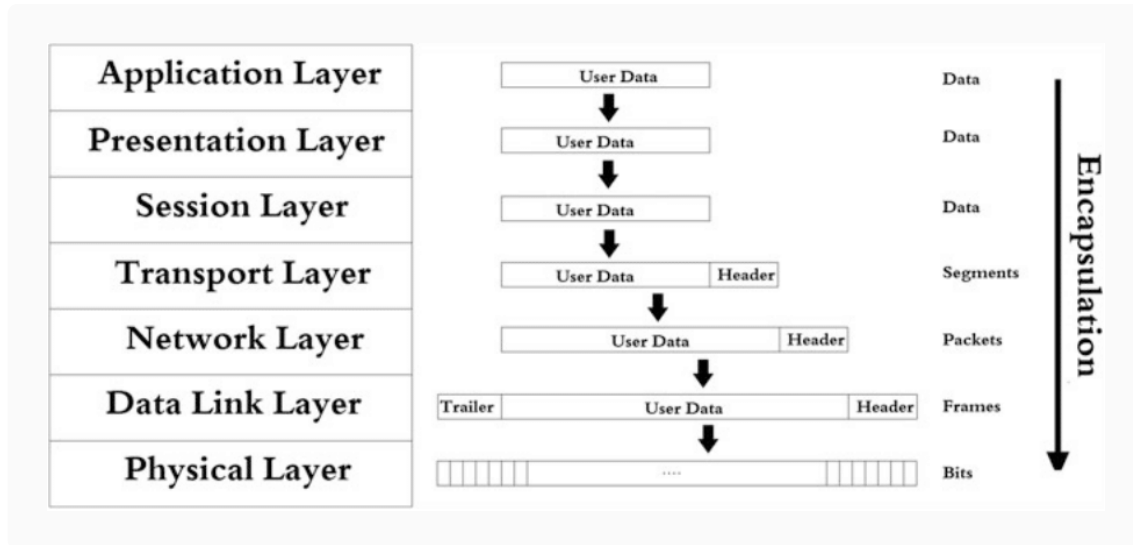 Application Layer
User Data
Data
Presentation Layer
User Data
Data
Session Layer
User Data
Data
Transport Layer
User Data
Header
Segments
Network Layer
User Data
Header
Packets
Data Link Layer
Trailer
User Data
Header
Frames
Physical Layer
....
Bits
Encapsulation